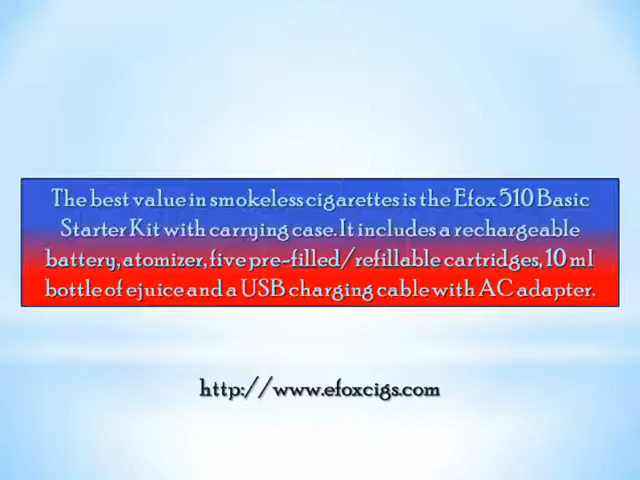 The best value in smokeless cigarettes is the Efox 510 Basic
Starter Kit with carrying case. It includes a rechargeable
battery, atomizer, five pre-filled/refillable cartridges, 10 ml
bottle of ejuice and a USB charging cable with AC adapter.
http://www.efoxcigs.com